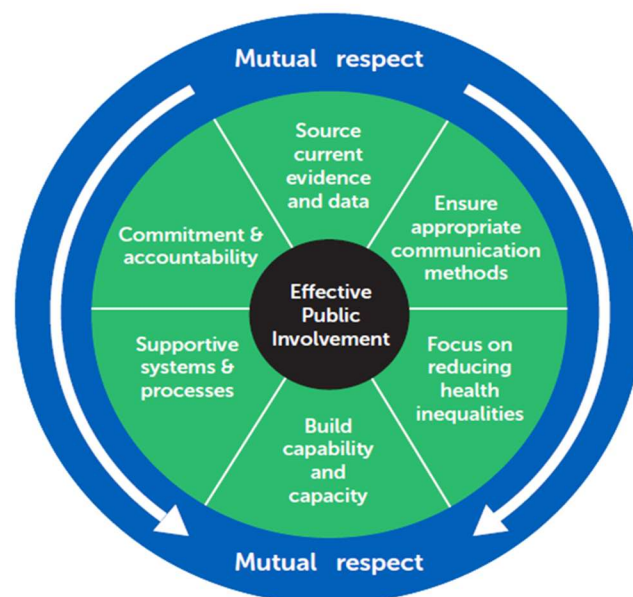 Mutual respect
Source
current
evidence
and data
Ensure
appropriate
communication
methods
Focus on
reducing
health
inequalities
Build
capability
and
capacity
Supportive
systems &
processes
Commitment &
accountability
Effective
Public
Involvement
Mutual respect